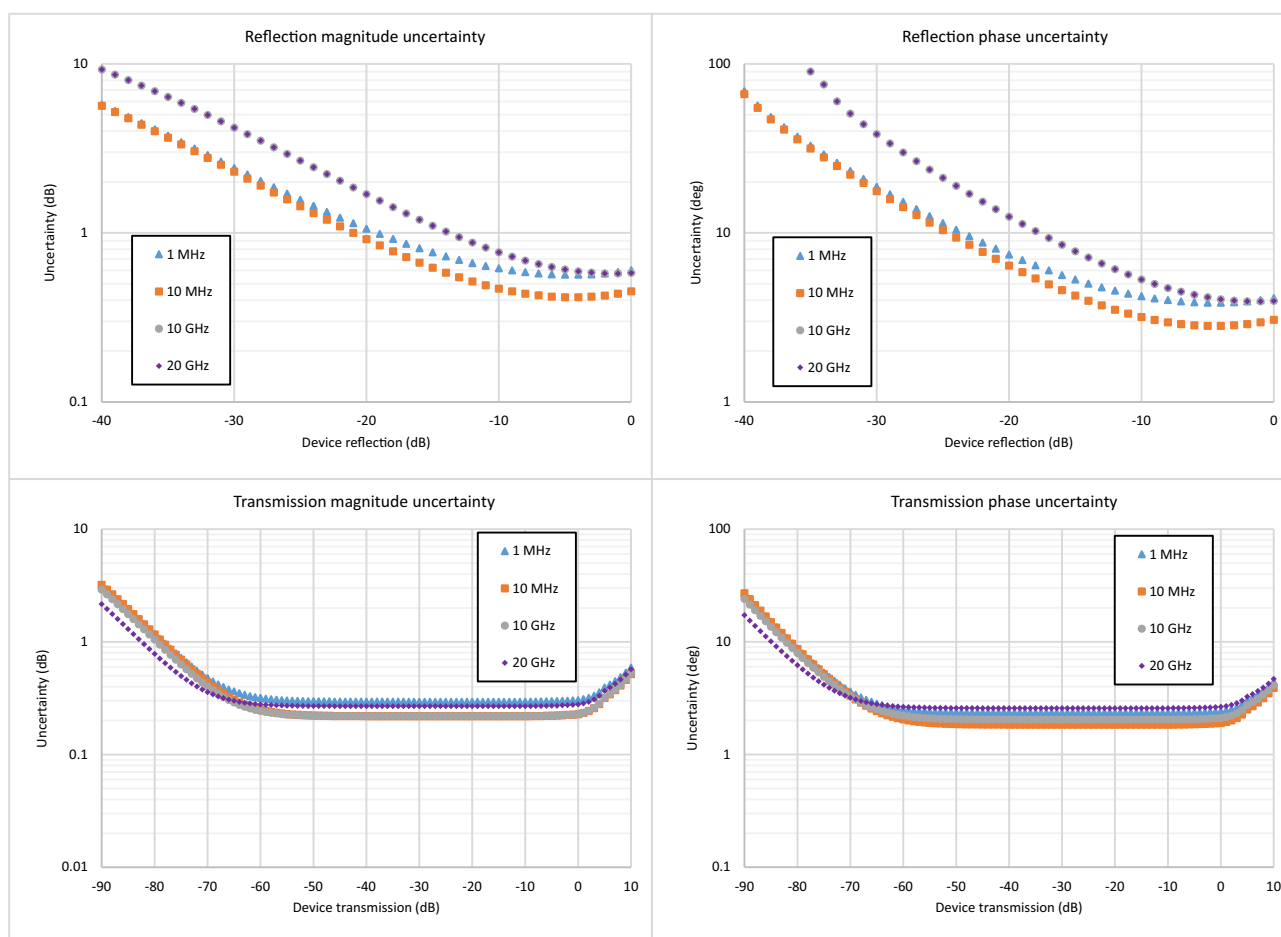 Reflection magnitude uncertainty
10
1
0.1
Uncertainty (dB)
1 MHz
10 MHz
10 GHz
20 GHz
-40 -30 -20 -10 0
Device reflection (dB)
Reflection phase uncertainty
100
10
1
Uncertainty (deg)
1 MHz
10 MHz
10 GHz
20 GHz
-40 -30 -20 -10 0
Device reflection (dB)
Transmission magnitude uncertainty
10
1
0.1
0.01
Uncertainty (dB)
1 MHz
10 MHz
10 GHz
20 GHz
-90 -80 -70 -60 -50 -40 -30 -20 -10 0 10
Device transmission (dB)
Transmission phase uncertainty
100
10
1
0.1
Uncertainty (deg)
1 MHz
10 MHz
10 GHz
20 GHz
-90 -80 -70 -60 -50 -40 -30 -20 -10 0 10
Device transmission (dB)